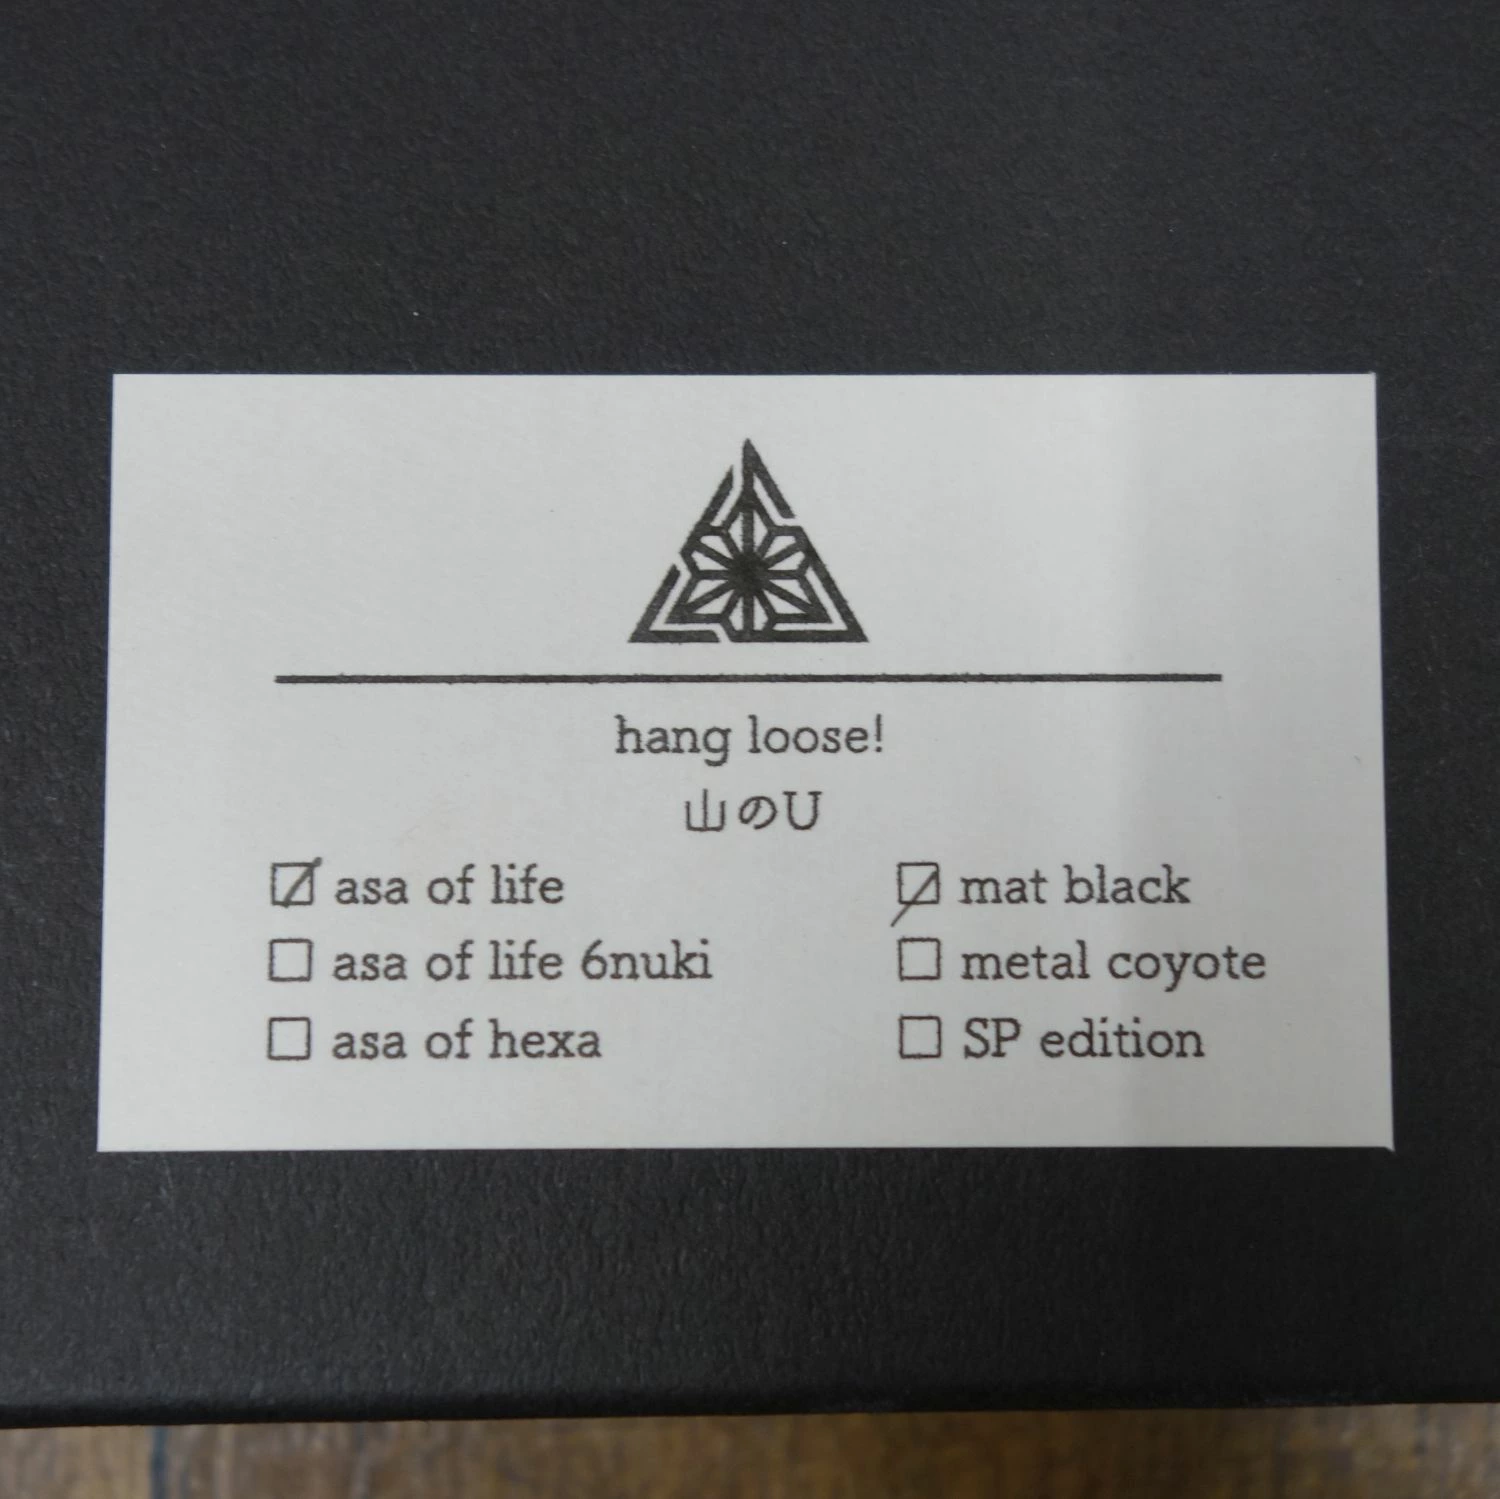 hang loose!
山のU
☑ asa of life
☑ mat black
☐ asa of life 6nuki
☐ metal coyote
☐ asa of hexa
☐ SP edition